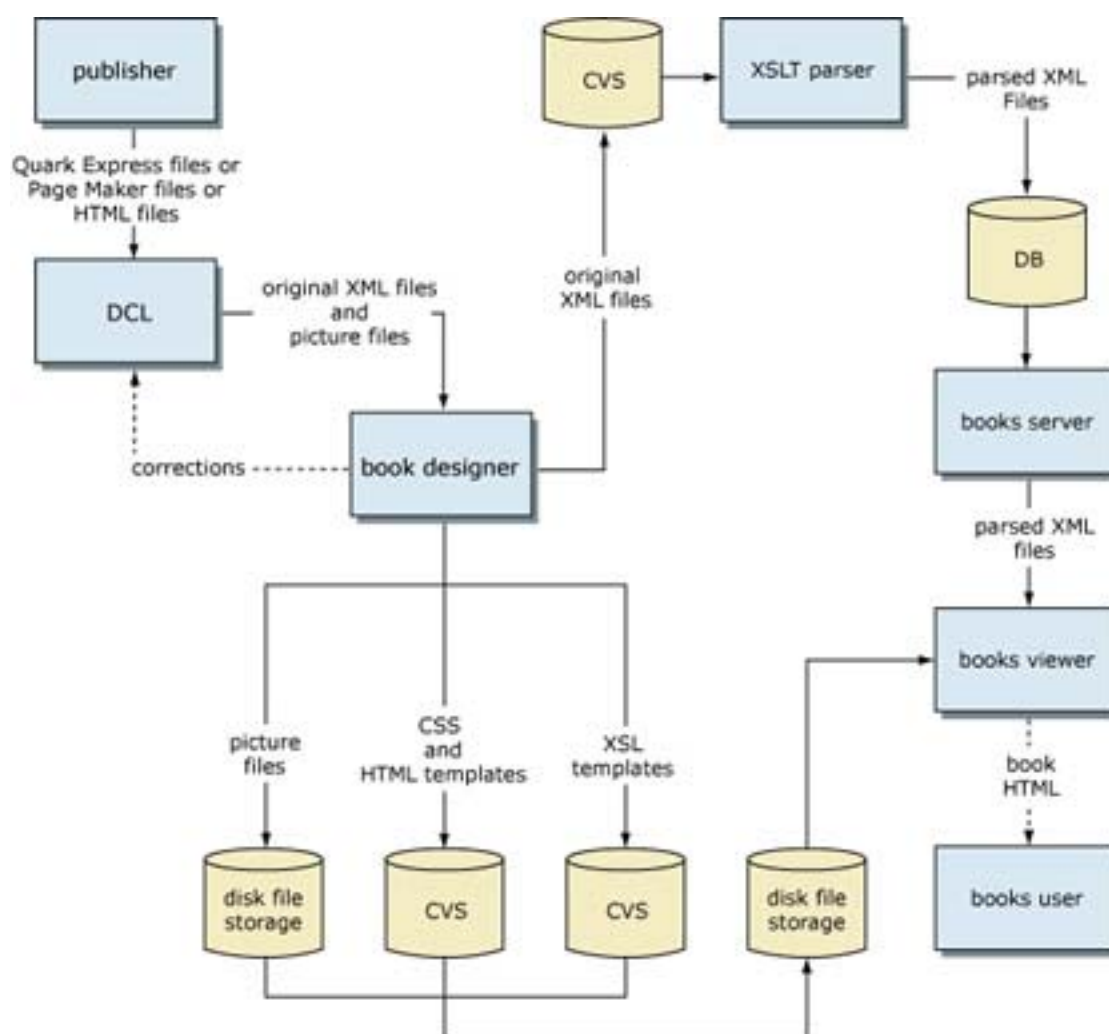 publisher
Quark Express files or
Page Maker files or
HTML files
DCL
original XML files
and
picture files
corrections
book designer
original
XML files
CVS
XSLT parser
parsed XML
Files
DB
books server
parsed XML
files
books viewer
book
HTML
books user
picture
files
CSS
and
HTML templates
XSL
templates
disk file
storage
CVS
CVS
disk file
storage